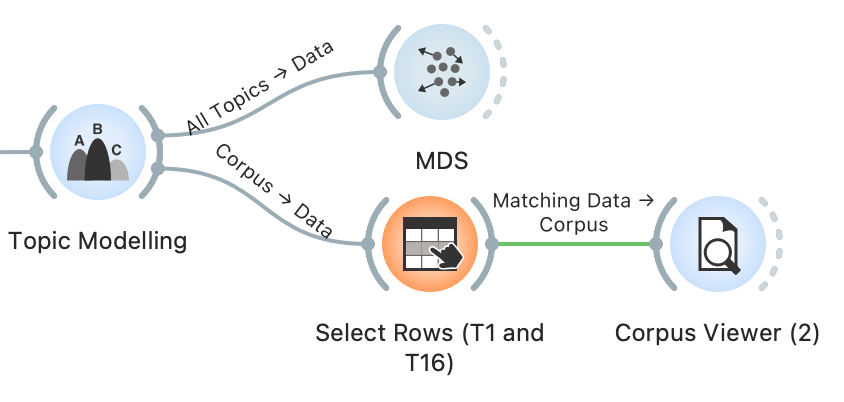 All Topics → Data
MDS
A B C
Topic Modelling
Corpus → Data
Matching Data →
Corpus
Select Rows (T1 and
T16)
Corpus Viewer (2)